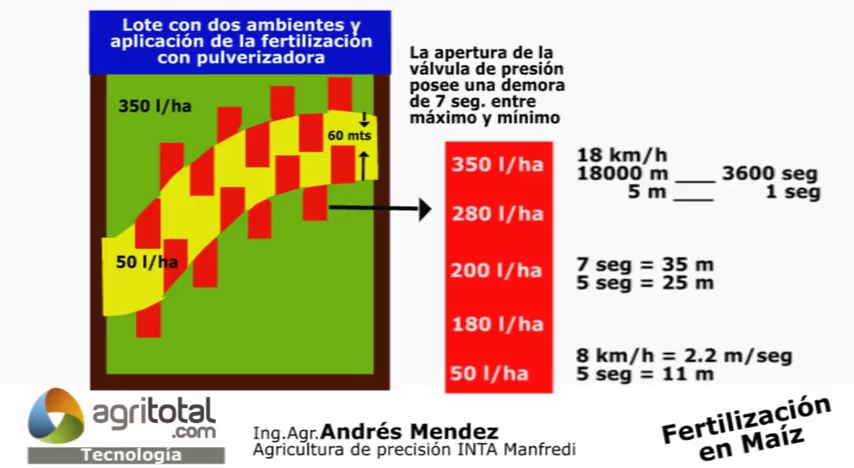 Lote con dos ambientes y
aplicación de la fertilización
con pulverizadora
350 l/ha
60 mts
50 l/ha
La apertura de la
válvula de presión
posee una demora
de 7 seg. entre
máximo y mínimo
350 l/ha
280 l/ha
200 l/ha
180 l/ha
50 l/ha
18 km/h
18000 m ___ 3600 seg
5 m ___ 1 seg
7 seg = 35 m
5 seg = 25 m
8 km/h = 2.2 m/seg
5 seg = 11 m
agritotal
.com
Tecnología
Ing.Agr.Andrés Mendez
Agricultura de precisión INTA Manfredi
Fertilización
en Maíz